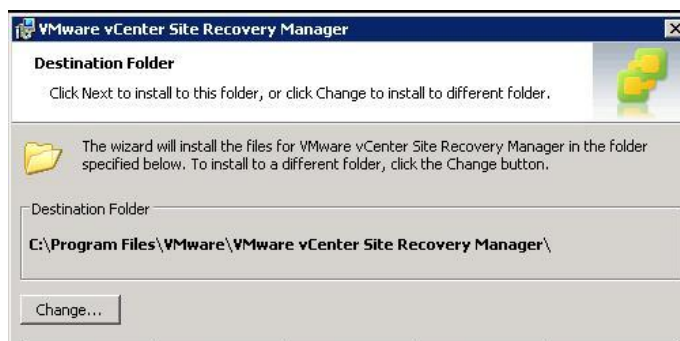 VMware vCenter Site Recovery Manager
Destination Folder
Click Next to install to this folder, or click Change to install to different folder.
The wizard will install the files for VMware vCenter Site Recovery Manager in the folder
specified below. To install to a different folder, click the Change button.
Destination Folder
C:\Program Files\VMware\VMware vCenter Site Recovery Manager\
Change...